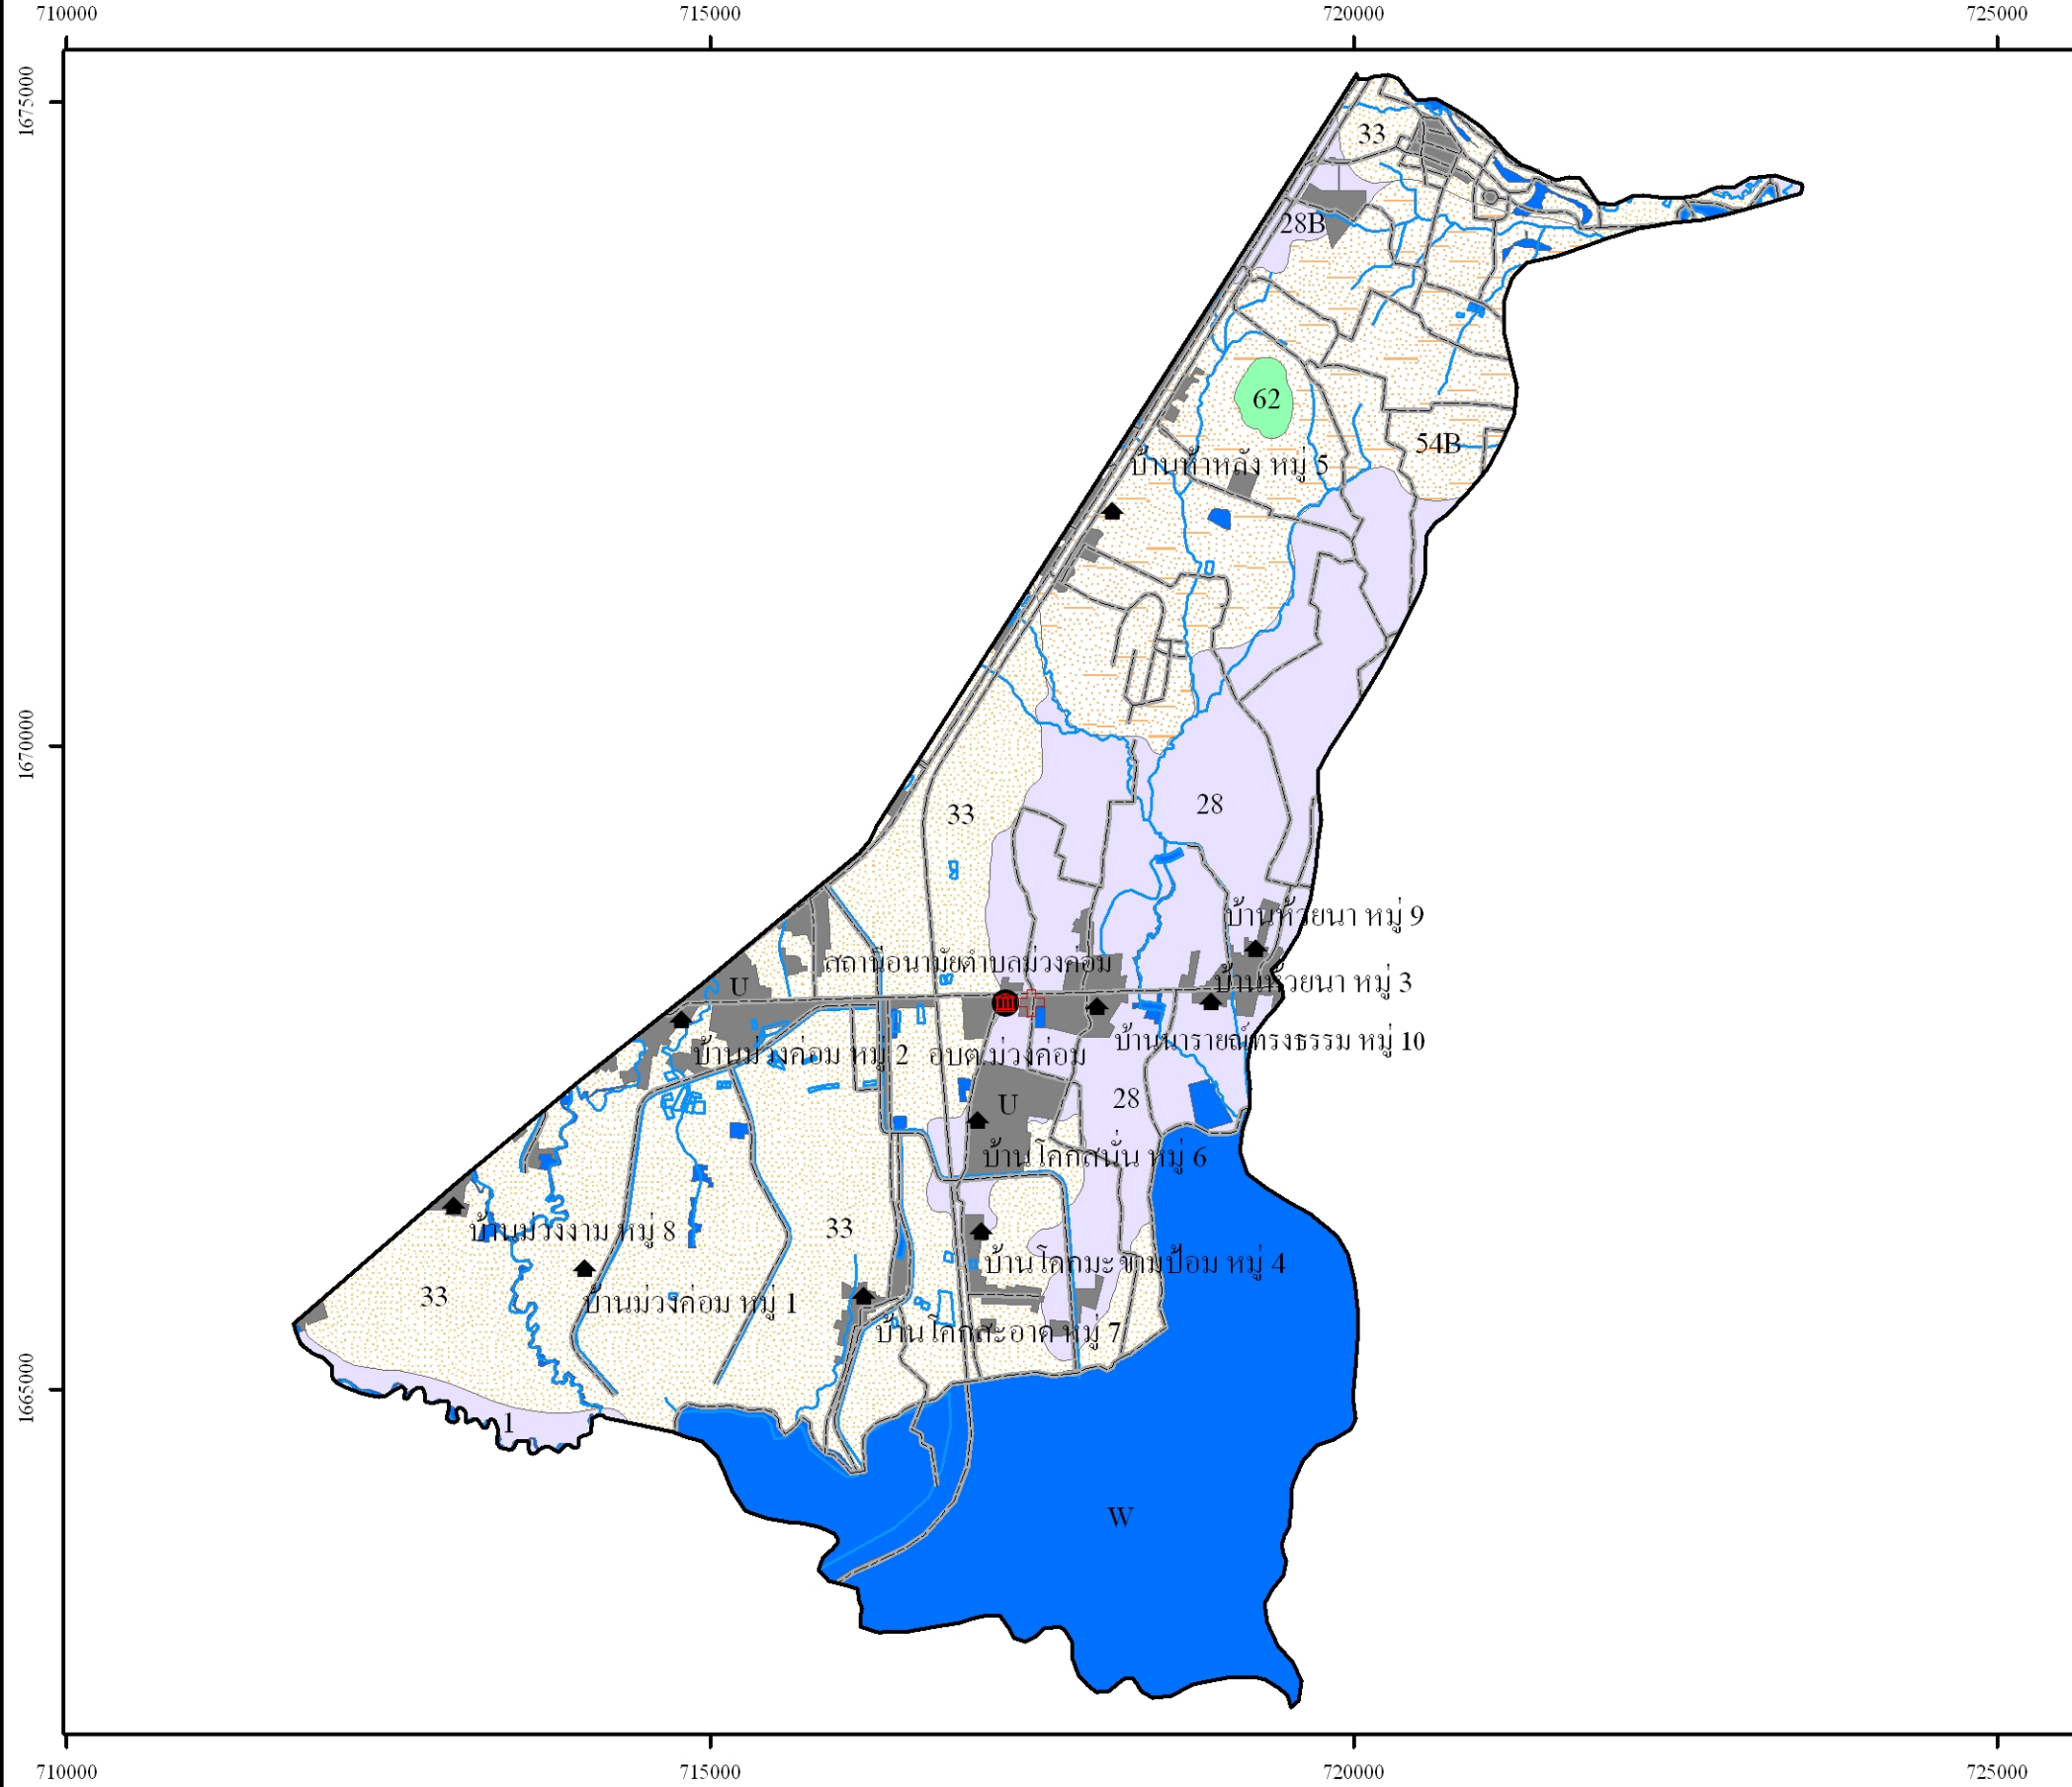 710000
715000
720000
725000
1675000
33
28B
62
54B
บ้านท่าหลัง หมู่ 5
1670000
33
28
บ้านห้วยนา หมู่ 9
สถานีอนามัยตำบลม่วงค่อม
U
บ้านห้วยนา หมู่ 3
บ้านนารายณ์ทรงธรรม หมู่ 10
บ้านม่วงค่อม หมู่ 2
อบต.ม่วงค่อม
28
U
บ้านโคกสนั่น หมู่ 6
บ้านม่วงงาม หมู่ 8
33
บ้านโคกมะขามป้อม หมู่ 4
33
บ้านม่วงค่อม หมู่ 1
บ้านโคกสะอาด หมู่ 7
1665000
1
W
710000
715000
720000
725000